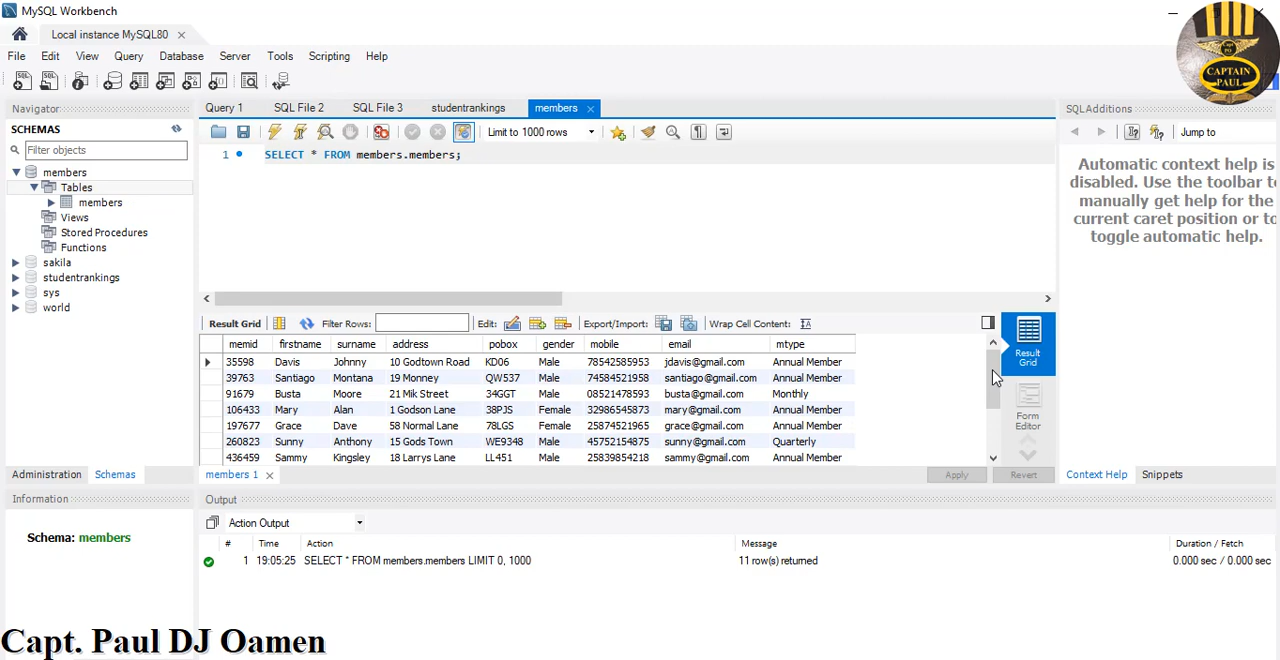 MySQL Workbench
Local instance MySQL80
File Edit View Query Database Server Tools Scripting Help
CAPTAIN
PAUL
Navigator
Query 1 SQL File 2 SQL File 3 studentrankings members
SQLAdditions
SCHEMAS
Filter objects
Limit to 1000 rows
Jump to
1 SELECT * FROM members.members;
members
Tables
members
Views
Stored Procedures
Functions
sakila
studentrankings
sys
world
Automatic context help is
disabled. Use the toolbar to
manually get help for the
current caret position or to
toggle automatic help.
Result Grid Filter Rows: Edit: Export/Import: Wrap Cell Content:
memid firstname surname address pobox gender mobile email mtype
35598 Davis Johnny 10 Godtown Road KD06 Male 78542585953 jdavis@gmail.com Annual Member
39763 Santiago Montana 19 Monney QW537 Male 74584521958 santiago@gmail.com Annual Member
91679 Busta Moore 21 Mik Street 34GGT Male 08521478593 busta@gmail.com Monthly
106433 Mary Alan 1 Godson Lane 38PJS Female 32986545873 mary@gmail.com Annual Member
197677 Grace Dave 58 Normal Lane 78LGS Female 25874521965 grace@gmail.com Annual Member
260823 Sunny Anthony 15 Gods Town WE9348 Male 45752154875 sunny@gmail.com Quarterly
436459 Sammy Kingsley 18 Larrys Lane LL451 Male 25839854218 sammy@gmail.com Annual Member
Result
Grid
Form
Editor
Administration Schemas
members 1
Apply Revert
Context Help Snippets
Information
Output
Schema: members
Action Output
# Time Action Message Duration / Fetch
1 19:05:25 SELECT * FROM members.members LIMIT 0, 1000 11 row(s) returned 0.000 sec / 0.000 sec
Capt. Paul DJ Oamen